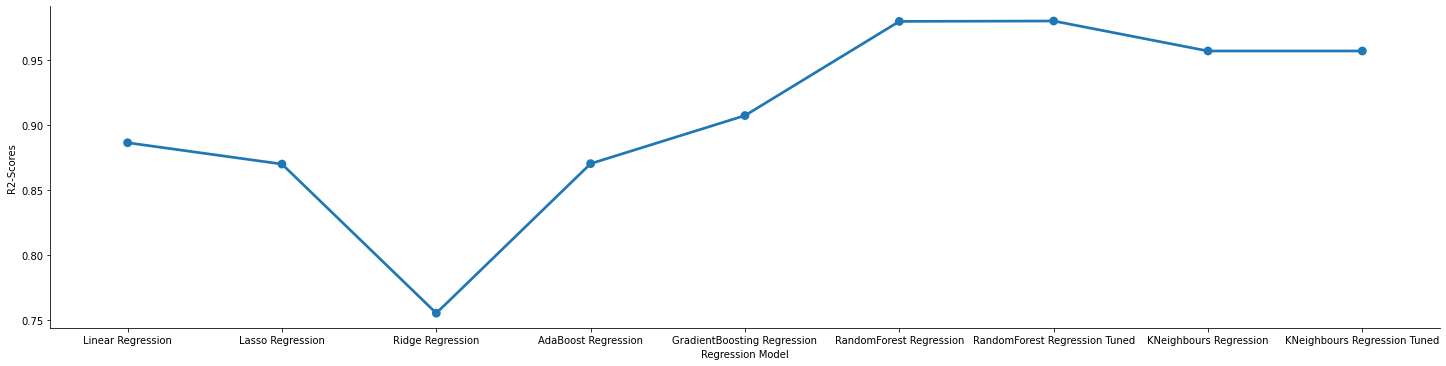 0.95
0.90
0.85
0.80
0.75
R2-Scores
Linear Regression
Lasso Regression
Ridge Regression
AdaBoost Regression
GradientBoosting Regression
RandomForest Regression
RandomForest Regression Tuned
KNeighbours Regression
KNeighbours Regression Tuned
Regression Model